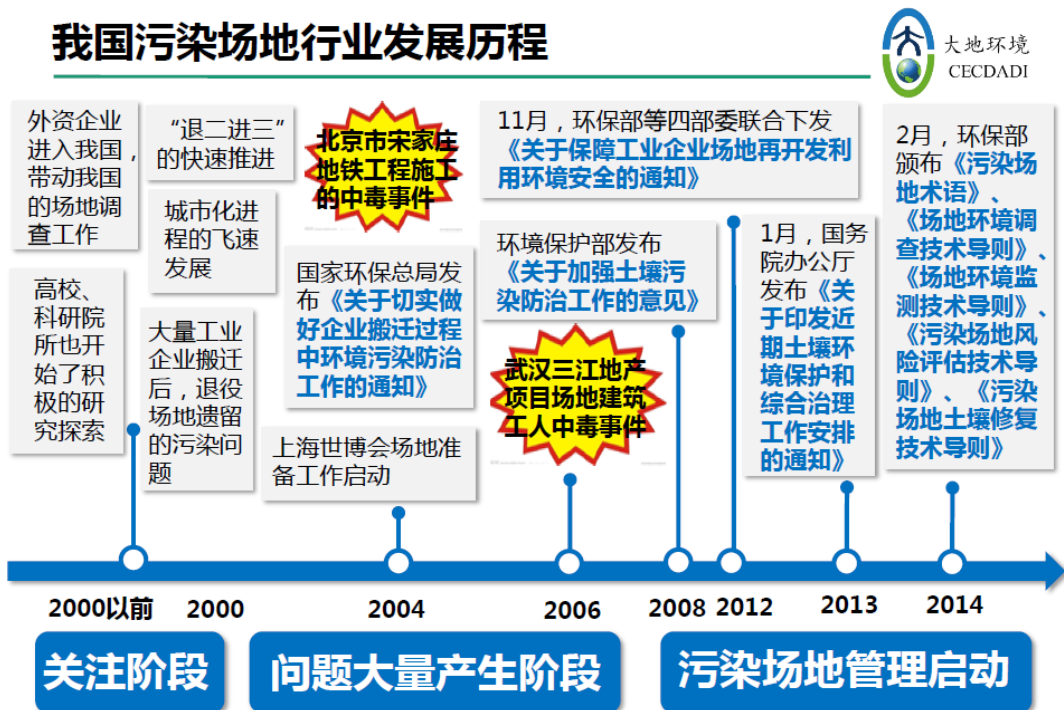 我国污染场地行业发展历程
大地环境
CECDADI
外资企业
进入我国，
带动我国
的场地调
查工作
高校、
科研院
所也开
始了积
极的研
究探索
“退二进三”
的快速推进
城市化进
程的飞速
发展
大量工业
企业搬迁
后，退役
场地遗留
的污染问
题
北京市宋家庄
地铁工程施工
的中毒事件
国家环保总局发
布《关于切实做
好企业搬迁过程
中环境污染防治
工作的通知》
上海世博会场地准
备工作启动
11月，环保部等四部委联合下发
《关于保障工业企业场地再开发利
用环境安全的通知》
环境保护部发布
《关于加强土壤污
染防治工作的意见》
武汉三江地产
项目场地建筑
工人中毒事件
1月，国务
院办公厅
发布《关
于印发近
期土壤环
境保护和
综合治理
工作安排
的通知》
2月，环保部
颁布《污染场
地术语》、
《场地环境调
查技术导则》、
《场地环境监
测技术导则》、
《污染场地风
险评估技术导
则》、《污染
场地土壤修复
技术导则》
2000以前
2000
2004
2006
2008
2012
2013
2014
关注阶段
问题大量产生阶段
污染场地管理启动